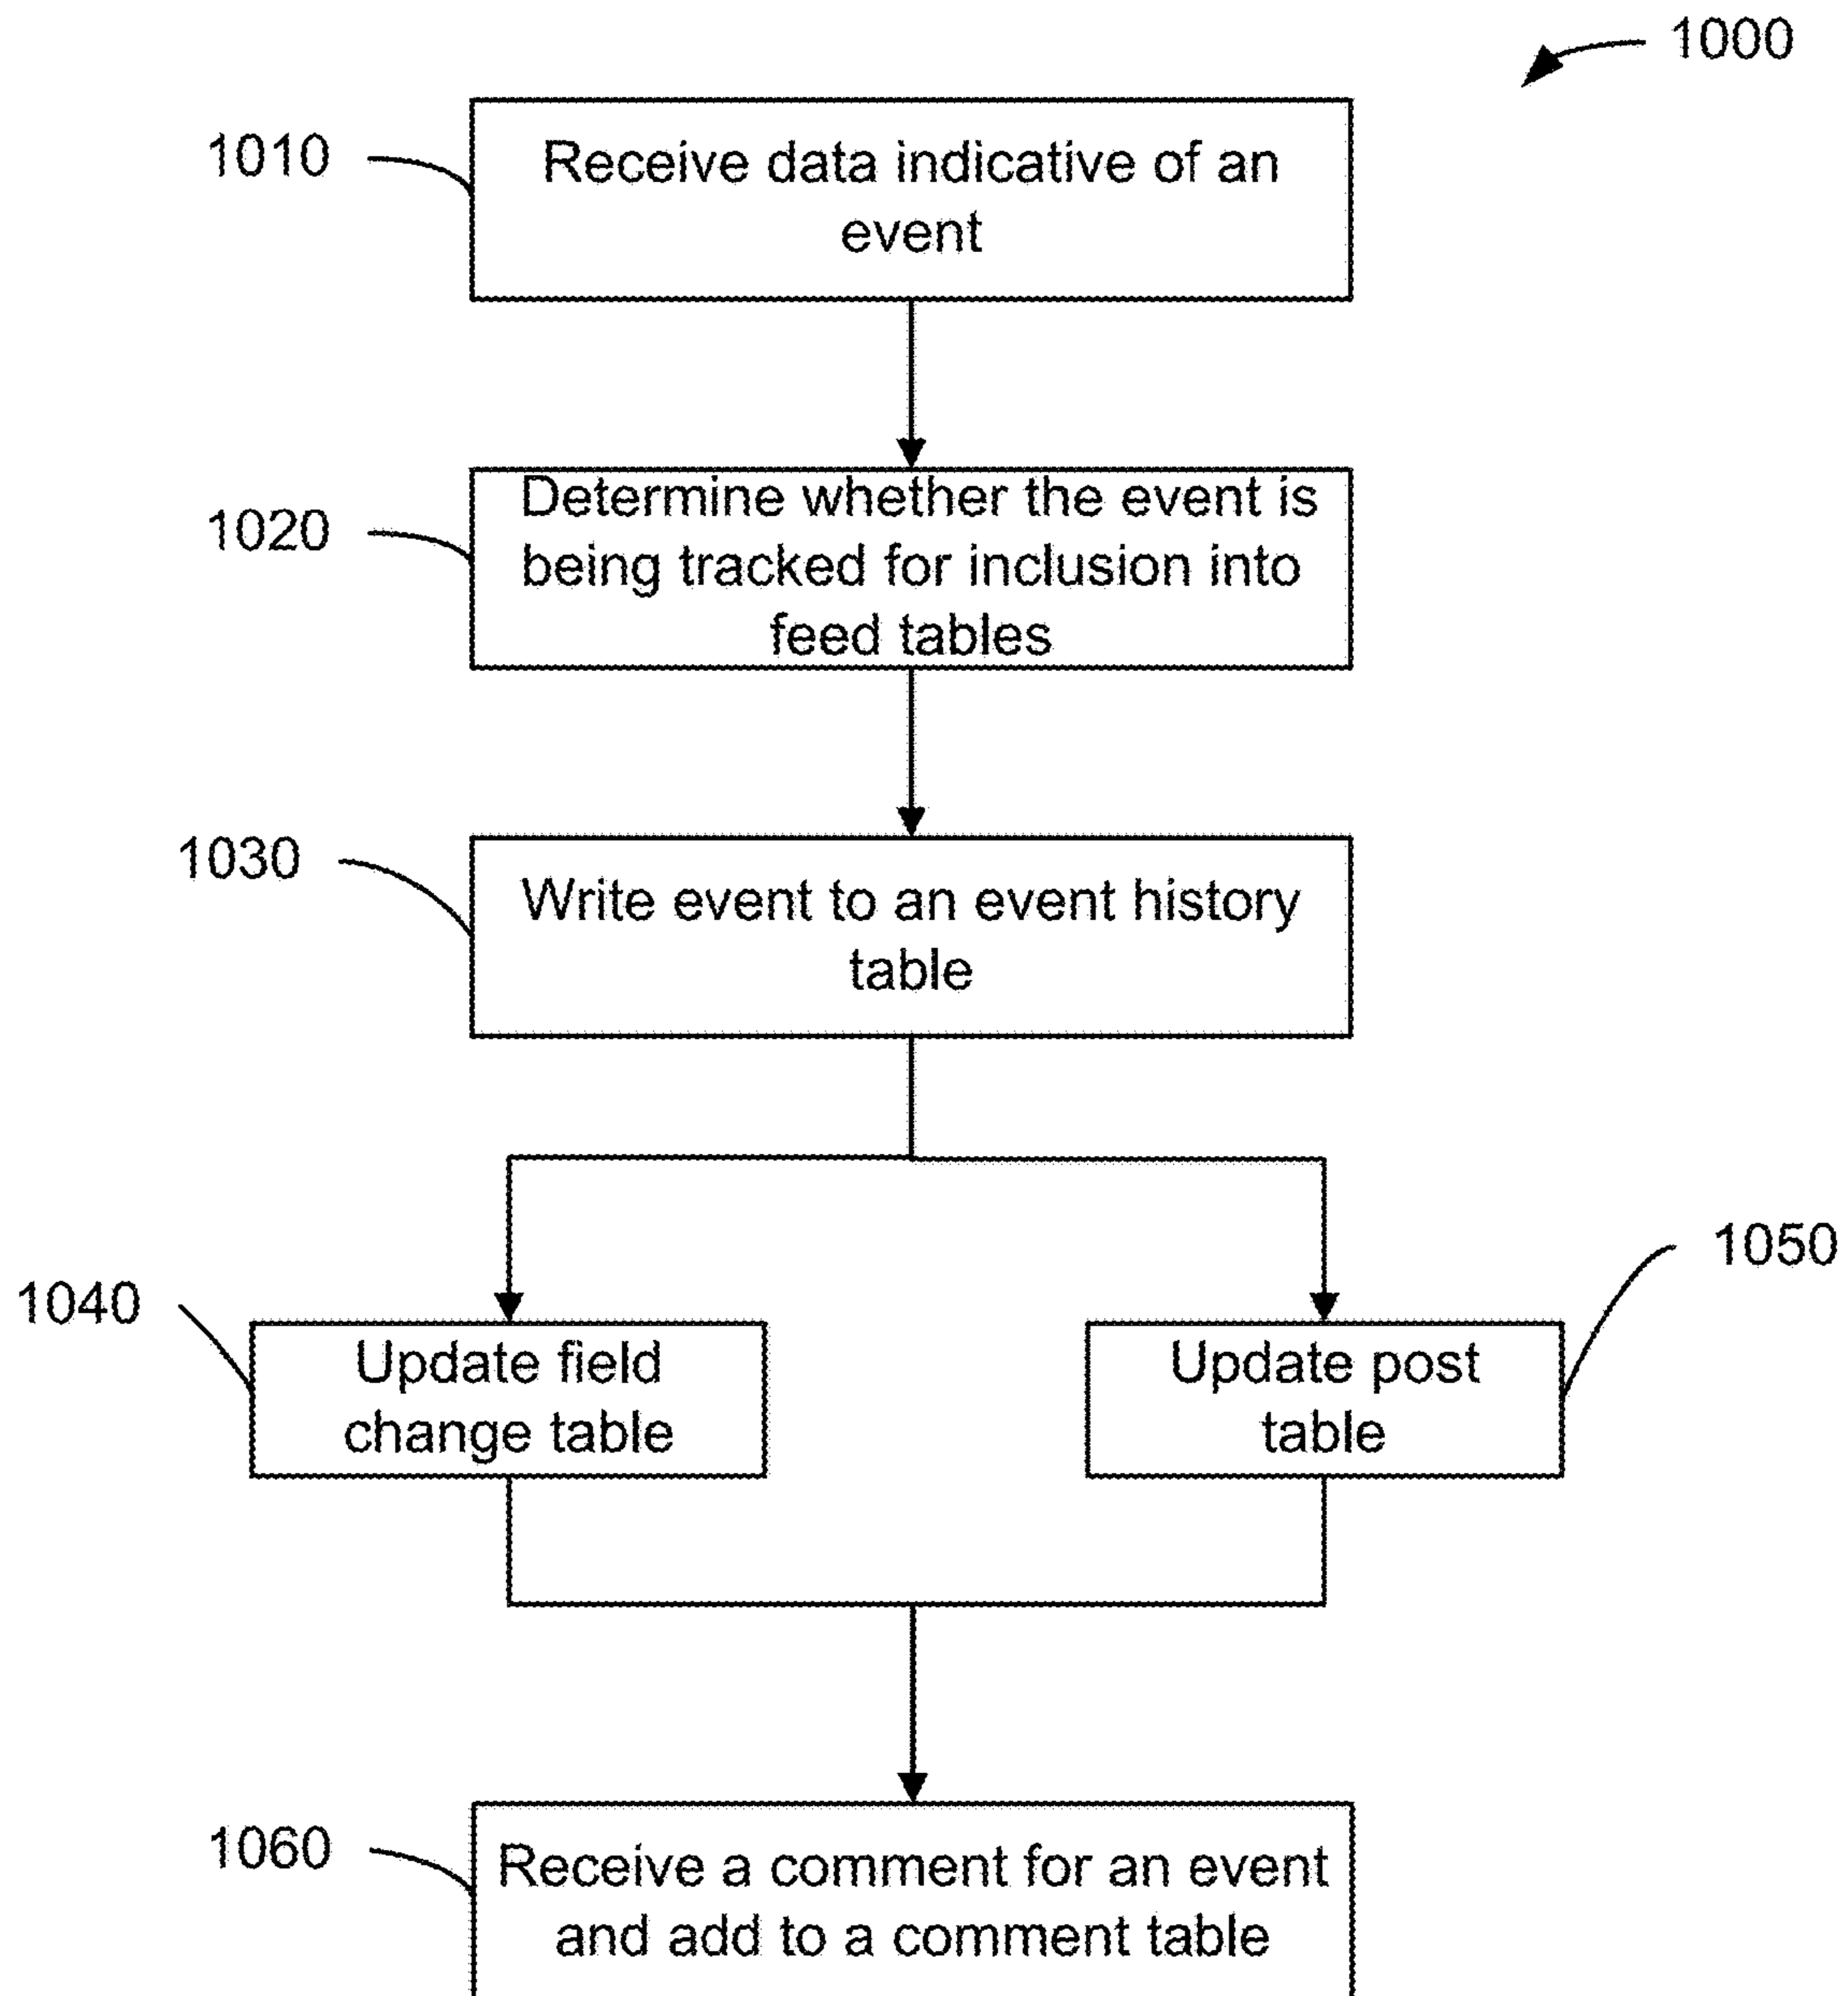 1000
1010
Receive data indicative of an
event
1020
Determine whether the event is
being tracked for inclusion into
feed tables
1030
Write event to an event history
table
1040
Update field
change table
1050
Update post
table
1060
Receive a comment for an event
and add to a comment table